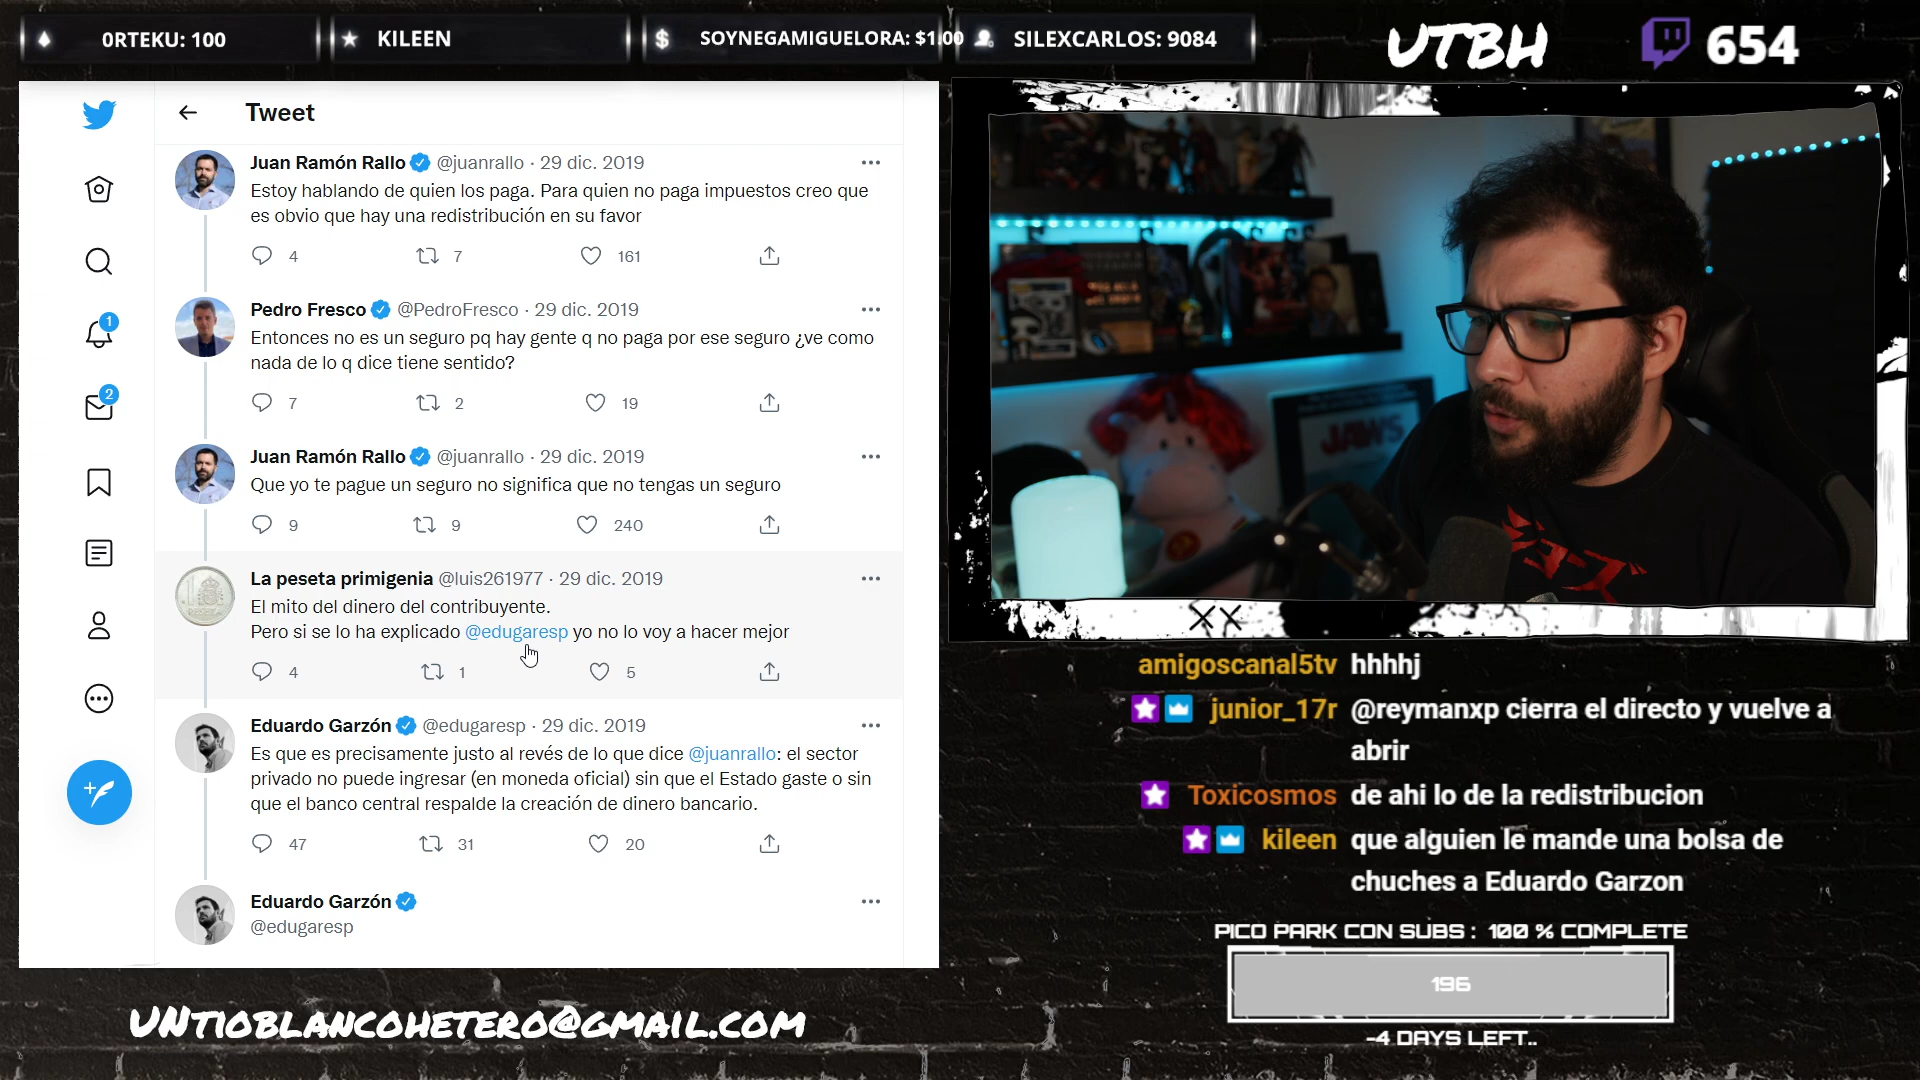 0RTEKU: 100
KILEEN
SOYNEGAMIGUELORA: $1.00
SILEXCARLOS: 9084
UTBH
654
Tweet
Juan Ramón Rallo @juanrallo · 29 dic. 2019
Estoy hablando de quien los paga. Para quien no paga impuestos creo que
es obvio que hay una redistribución en su favor
4 7 161
1
Pedro Fresco @PedroFresco · 29 dic. 2019
Entonces no es un seguro pq hay gente q no paga por ese seguro ¿ve como
nada de lo q dice tiene sentido?
7 2 19
2
Juan Ramón Rallo @juanrallo · 29 dic. 2019
Que yo te pague un seguro no significa que no tengas un seguro
9 9 240
La peseta primigenia @luis261977 · 29 dic. 2019
El mito del dinero del contribuyente.
Pero si se lo ha explicado @edugaresp yo no lo voy a hacer mejor
4 1 5
Eduardo Garzón @edugaresp · 29 dic. 2019
Es que es precisamente justo al revés de lo que dice @juanrallo: el sector
privado no puede ingresar (en moneda oficial) sin que el Estado gaste o sin
que el banco central respalde la creación de dinero bancario.
47 31 20
Eduardo Garzón
@edugaresp
JAWS
amigoscanal5tv hhhhj
junior_17r @reymanxp cierra el directo y vuelve a
abrir
Toxicosmos de ahi lo de la redistribucion
kileen que alguien le mande una bolsa de
chuches a Eduardo Garzon
PICO PARK CON SUBS : 100 % COMPLETE
196
-4 DAYS LEFT..
UNTIOBLANCOHETERO@GMAIL.COM